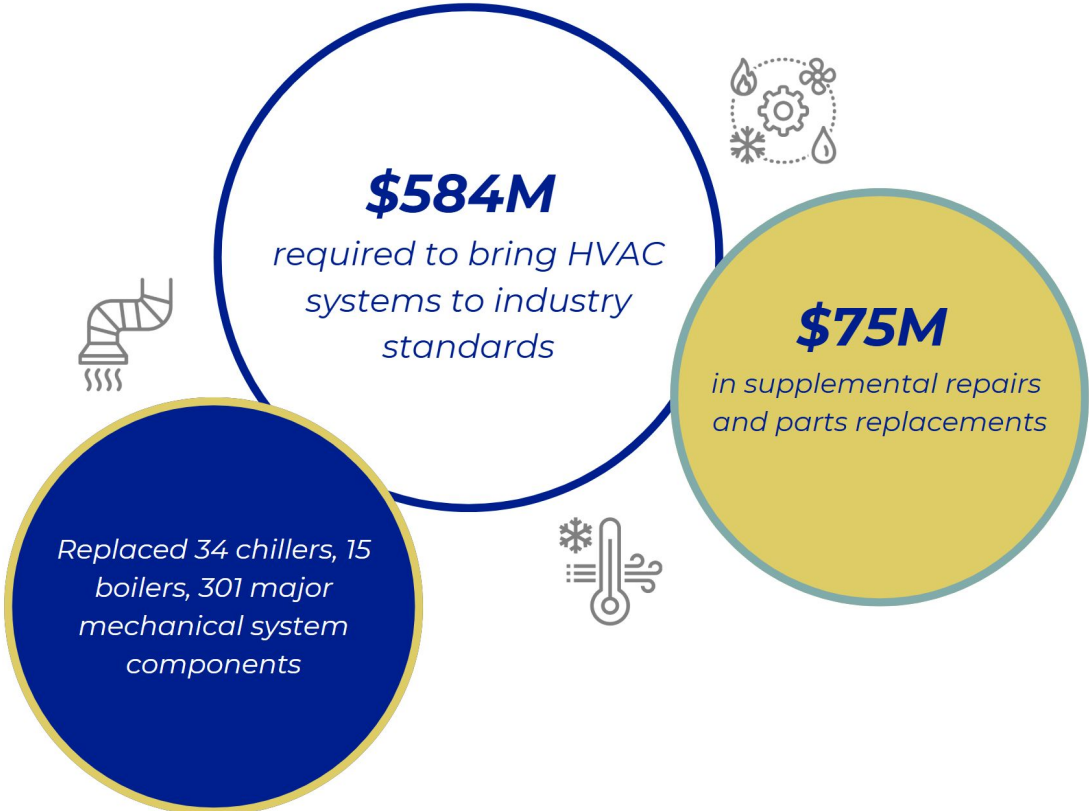 $584M
required to bring HVAC
systems to industry
standards
$75M
in supplemental repairs
and parts replacements
Replaced 34 chillers, 15
boilers, 301 major
mechanical system
components